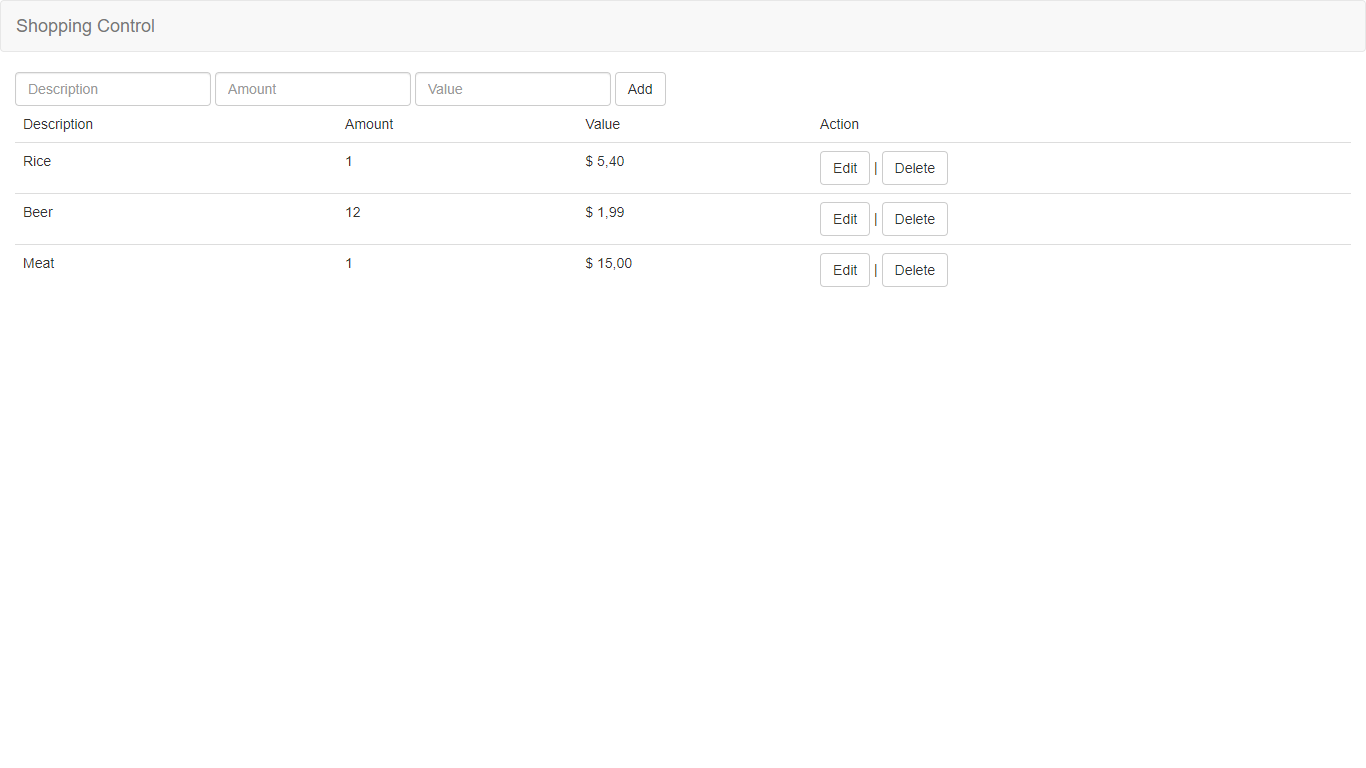 Shopping Control
Description Amount Value Add
Description Amount Value Action
Rice 1 $ 5,40 Edit | Delete
Beer 12 $ 1,99 Edit | Delete
Meat 1 $ 15,00 Edit | Delete